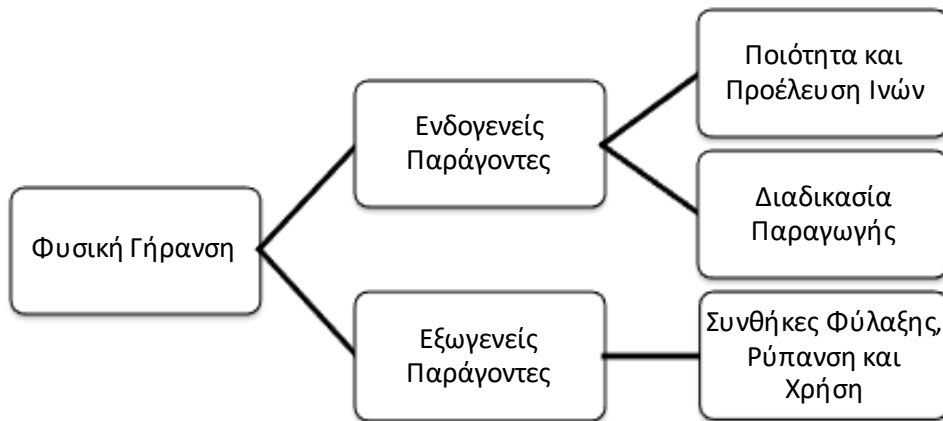 Φυσική Γήρανση
Ενδογενείς
Παράγοντες
Ποιότητα και
Προέλευση Ινών
Διαδικασία
Παραγωγής
Εξωγενείς
Παράγοντες
Συνθήκες Φύλαξης,
Ρύπανση και
Χρήση